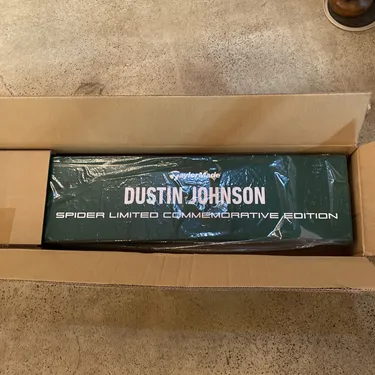 TaylorMade
DUSTIN JOHNSON
SPIDER LIMITED COMMEMORATIVE EDITION